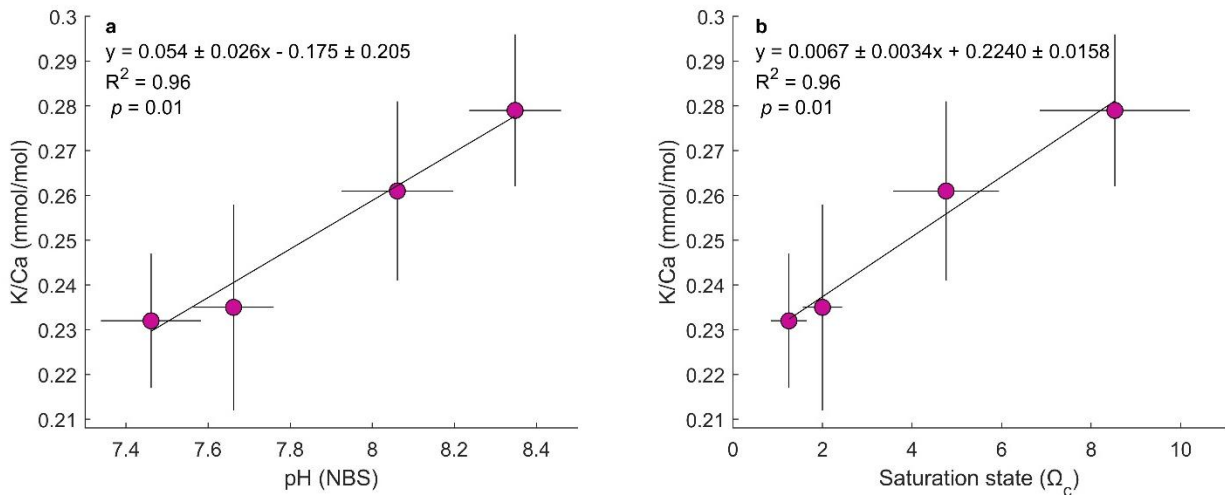 a
y = 0.054 ± 0.026x - 0.175 ± 0.205
R² = 0.96
p = 0.01
0.3
0.29
0.28
0.27
0.26
0.25
0.24
0.23
0.22
0.21
K/Ca (mmol/mol)
7.4 7.6 7.8 8 8.2 8.4
pH (NBS)
b
y = 0.0067 ± 0.0034x + 0.2240 ± 0.0158
R² = 0.96
p = 0.01
0.3
0.29
0.28
0.27
0.26
0.25
0.24
0.23
0.22
0.21
K/Ca (mmol/mol)
0 2 4 6 8 10
Saturation state (Ω_c)